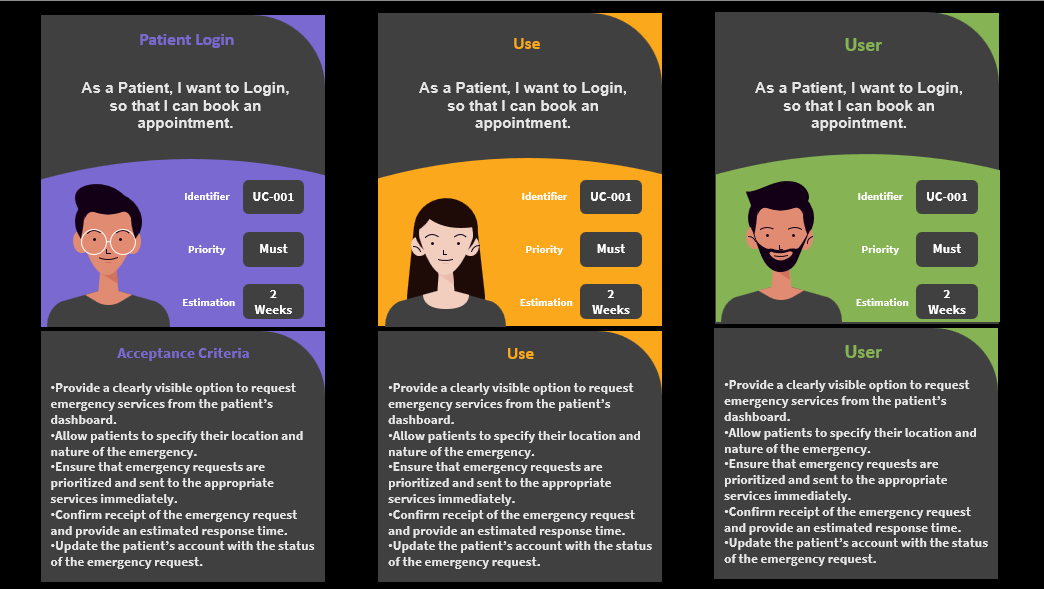 Patient Login
As a Patient, I want to Login,
so that I can book an
appointment.
Identifier
UC-001
Priority
Must
Estimation
2
Weeks
Acceptance Criteria
•Provide a clearly visible option to request
emergency services from the patient’s
dashboard.
•Allow patients to specify their location and
nature of the emergency.
•Ensure that emergency requests are
prioritized and sent to the appropriate
services immediately.
•Confirm receipt of the emergency request
and provide an estimated response time.
•Update the patient’s account with the status
of the emergency request.
Use
As a Patient, I want to Login,
so that I can book an
appointment.
Identifier
UC-001
Priority
Must
Estimation
2
Weeks
Use
•Provide a clearly visible option to request
emergency services from the patient’s
dashboard.
•Allow patients to specify their location and
nature of the emergency.
•Ensure that emergency requests are
prioritized and sent to the appropriate
services immediately.
•Confirm receipt of the emergency request
and provide an estimated response time.
•Update the patient’s account with the status
of the emergency request.
User
As a Patient, I want to Login,
so that I can book an
appointment.
Identifier
UC-001
Priority
Must
Estimation
2
Weeks
User
•Provide a clearly visible option to request
emergency services from the patient’s
dashboard.
•Allow patients to specify their location and
nature of the emergency.
•Ensure that emergency requests are
prioritized and sent to the appropriate
services immediately.
•Confirm receipt of the emergency request
and provide an estimated response time.
•Update the patient’s account with the status
of the emergency request.